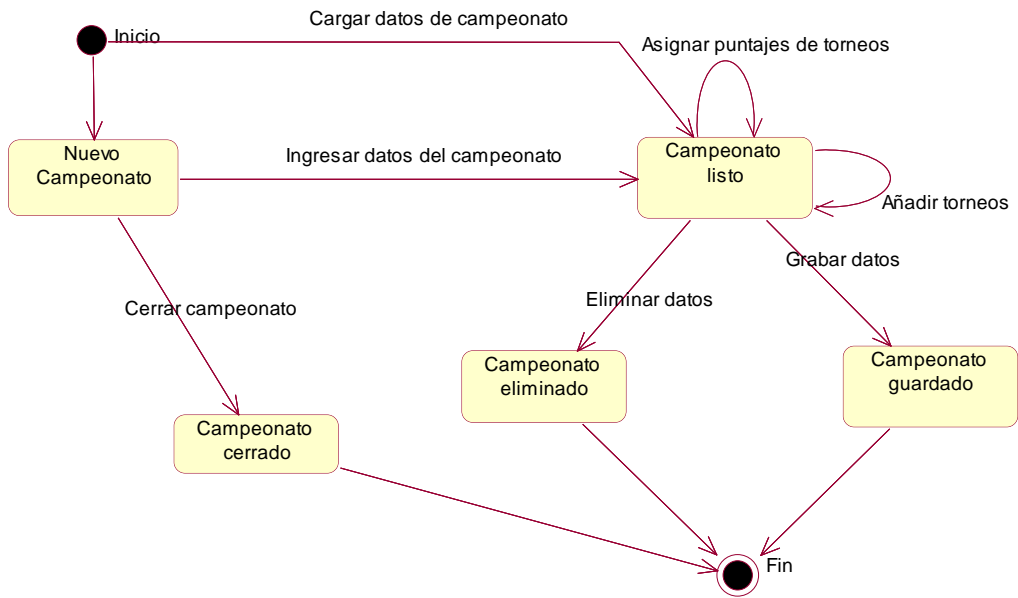 Cargar datos de campeonato
Inicio
Asignar puntajes de torneos
Nuevo
Campeonato
Ingresar datos del campeonato
Campeonato
listo
Añadir torneos
Grabar datos
Eliminar datos
Cerrar campeonato
Campeonato
eliminado
Campeonato
guardado
Campeonato
cerrado
Fin